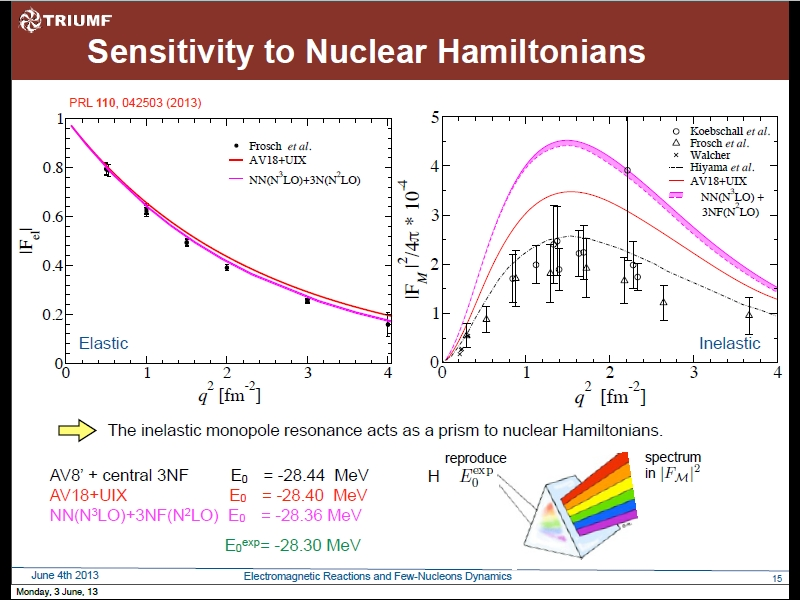 TRIUMF
Sensitivity to Nuclear Hamiltonians
PRL 110, 042503 (2013)
1
0.8
0.6
0.4
0.2
0
|F_el|
Frosch et al.
AV18+UIX
NN(N³LO)+3N(N²LO)
Elastic
0 1 2 3 4
q² [fm⁻²]
5
4
3
2
1
0
|F_M|²/4π * 10⁻⁴
Koebschall et al.
Frosch et al.
Walcher
Hiyama et al.
AV18+UIX
NN(N³LO) +
3NF(N²LO)
Inelastic
0 1 2 3 4
q² [fm⁻²]
The inelastic monopole resonance acts as a prism to nuclear Hamiltonians.
AV8' + central 3NF E₀ = -28.44 MeV
AV18+UIX E₀ = -28.40 MeV
NN(N³LO)+3NF(N²LO) E₀ = -28.36 MeV
E₀ᵉˣᵖ= -28.30 MeV
reproduce
H E₀ᵉˣᵖ
spectrum
in |F_M|²
June 4th 2013 Electromagnetic Reactions and Few-Nucleons Dynamics 15
Monday, 3 June, 13